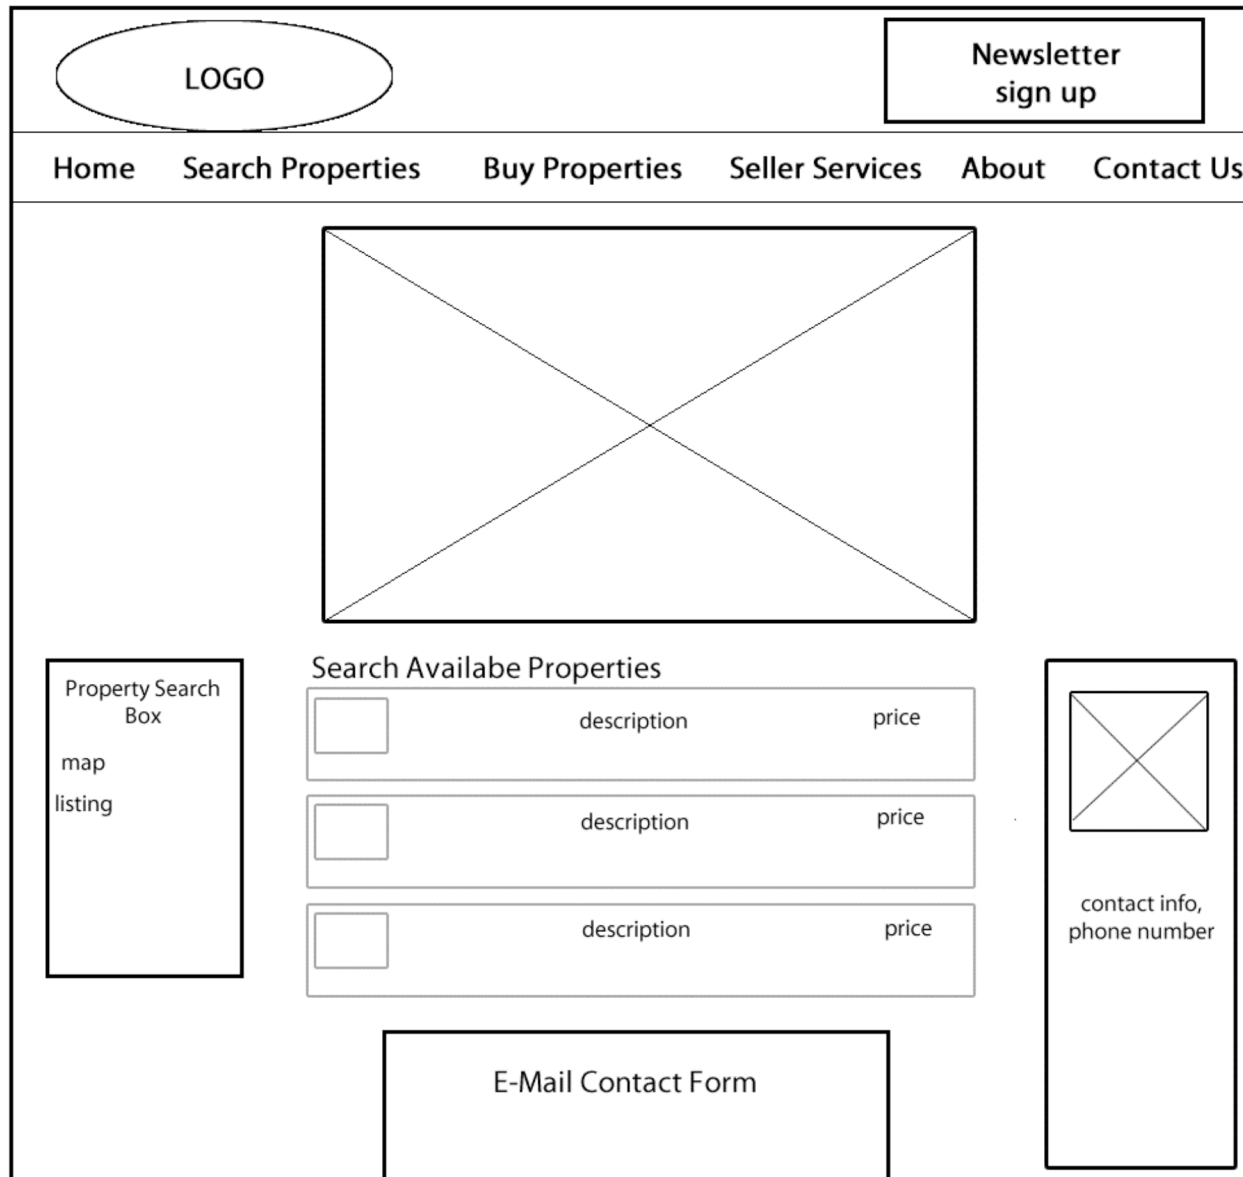 LOGO
Newsletter
sign up
Home Search Properties Buy Properties Seller Services About Contact Us
Search Availabe Properties
Property Search
Box
map
listing
description price
description price
description price
contact info,
phone number
E-Mail Contact Form